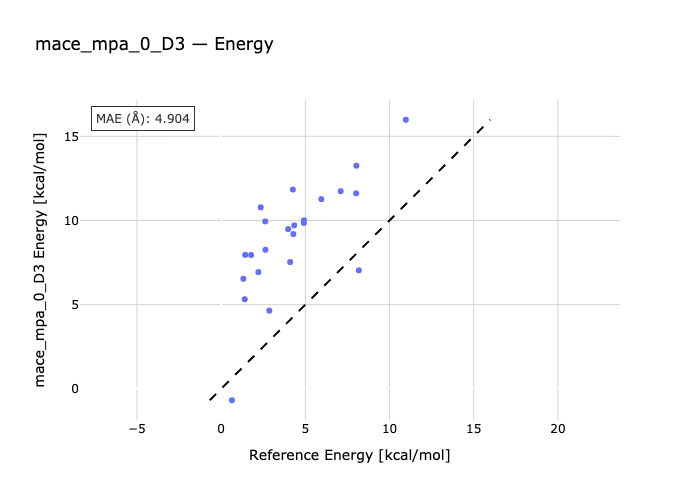 mace_mpa_0_D3 — Energy
MAE (Å): 4.904
mace_mpa_0_D3 Energy [kcal/mol]
15
10
5
0
−5
0
5
10
15
20
Reference Energy [kcal/mol]